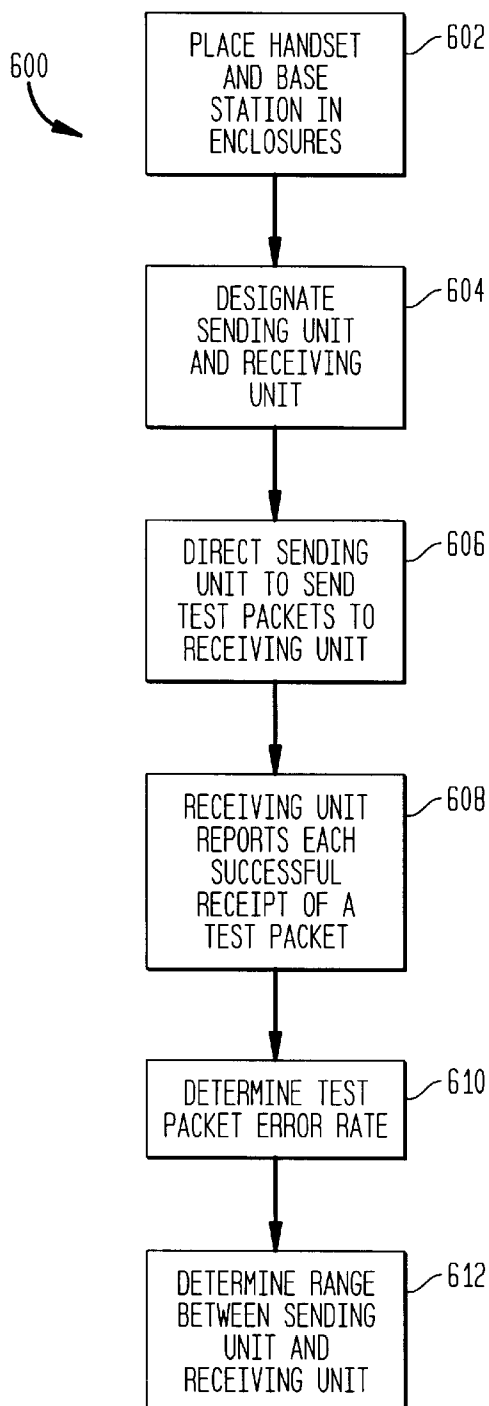 600
PLACE HANDSET
AND BASE
STATION IN
ENCLOSURES
602
DESIGNATE
SENDING UNIT
AND RECEIVING
UNIT
604
DIRECT SENDING
UNIT TO SEND
TEST PACKETS TO
RECEIVING UNIT
606
RECEIVING UNIT
REPORTS EACH
SUCCESSFUL
RECEIPT OF A
TEST PACKET
608
DETERMINE TEST
PACKET ERROR RATE
610
DETERMINE RANGE
BETWEEN SENDING
UNIT AND
RECEIVING UNIT
612